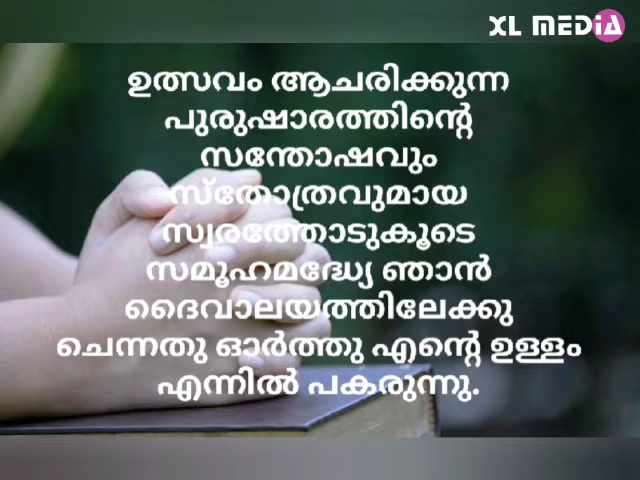 XL MEDiA
ഉത്സവം ആചരിക്കുന്ന
പുരുഷാരത്തിന്റെ
സന്തോഷവും
സ്തോത്രവുമായ
സ്വരത്തോടുകൂടെ
സമൂഹമദ്ധ്യേ ഞാൻ
ദൈവാലയത്തിലേക്കു
ചെന്നതു ഓർത്തു എന്റെ ഉള്ളം
എന്നിൽ പകരുന്നു.